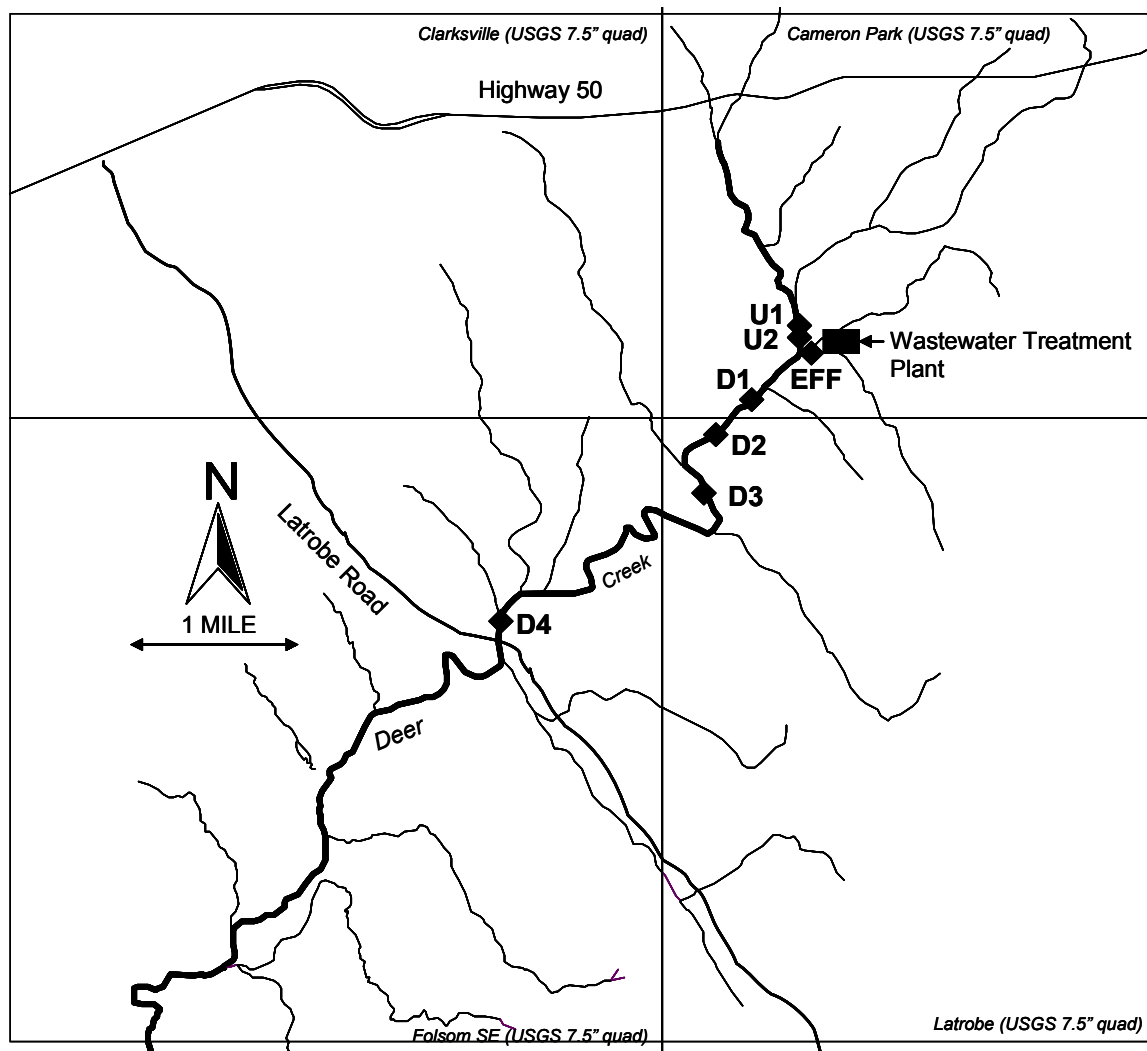 Clarksville (USGS 7.5” quad)
Cameron Park (USGS 7.5” quad)
Highway 50
U1
U2
Wastewater Treatment
Plant
EFF
D1
D2
D3
N
Latrobe Road
Creek
1 MILE
D4
Deer
Folsom SE (USGS 7.5” quad)
Latrobe (USGS 7.5” quad)